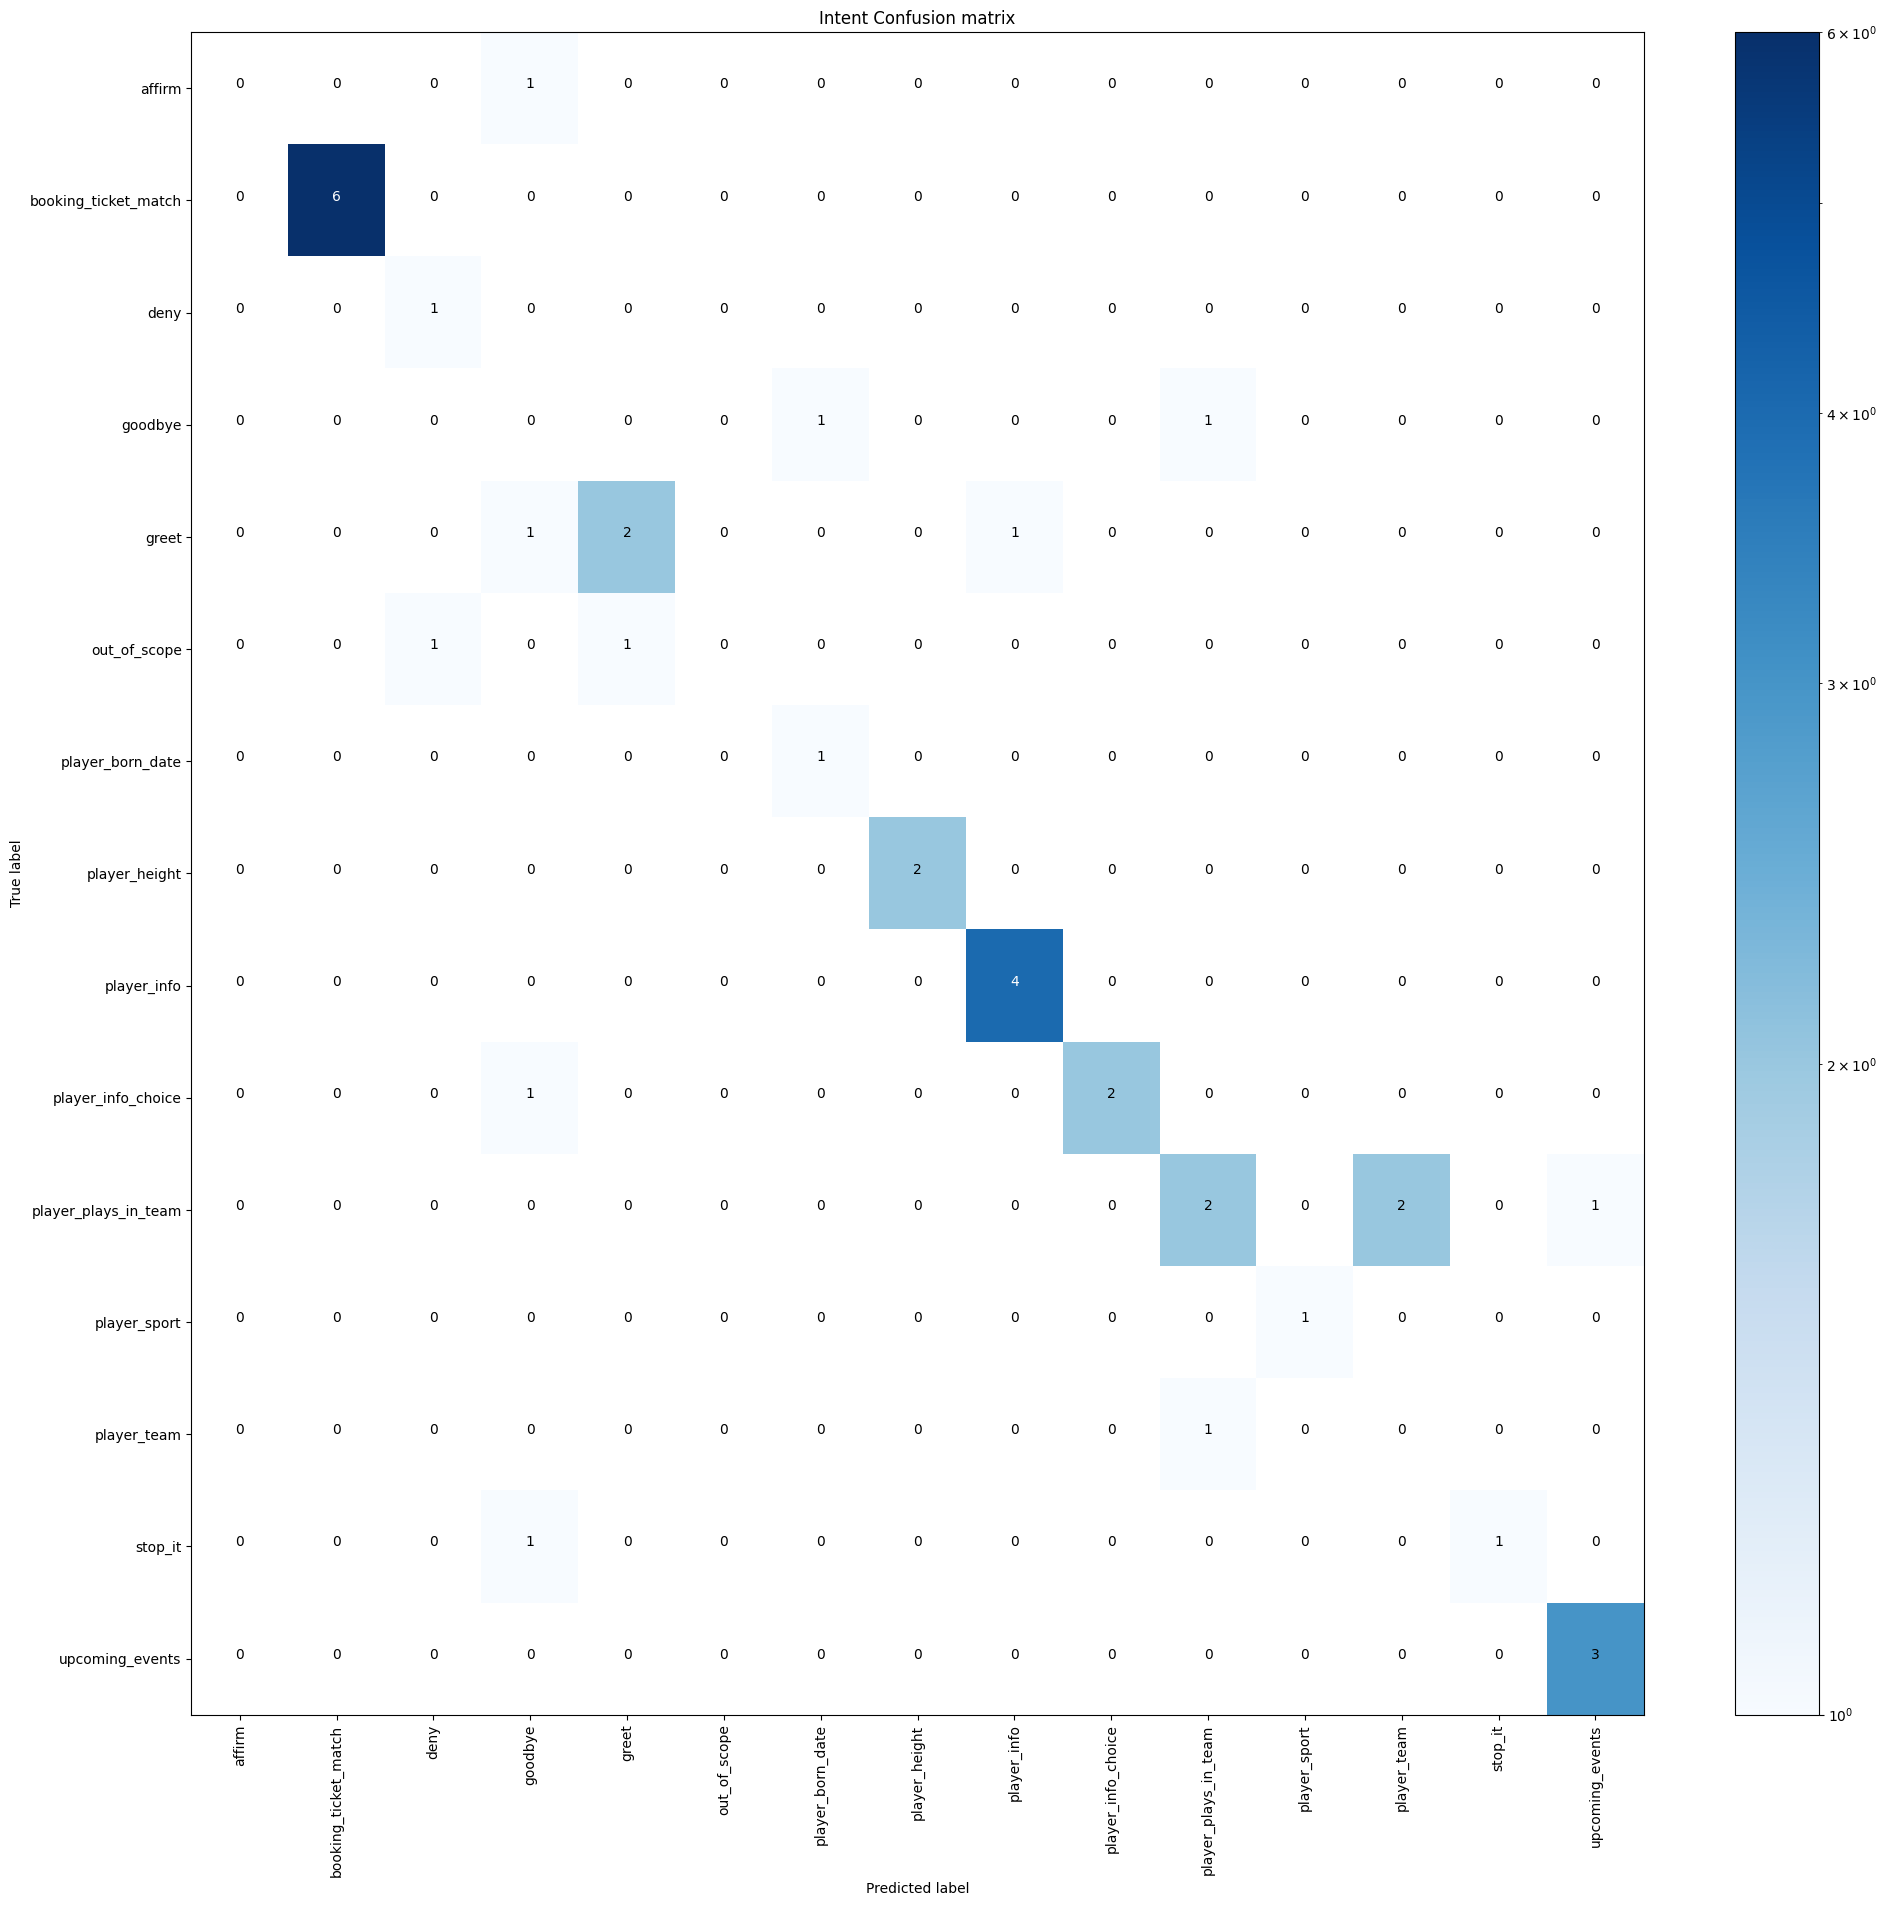 Intent Confusion matrix
True label
affirm 0 0 0 1 0 0 0 0 0 0 0 0 0 0 0
booking_ticket_match 0 6 0 0 0 0 0 0 0 0 0 0 0 0 0
deny 0 0 1 0 0 0 0 0 0 0 0 0 0 0 0
goodbye 0 0 0 0 0 0 1 0 0 0 1 0 0 0 0
greet 0 0 0 1 2 0 0 0 1 0 0 0 0 0 0
out_of_scope 0 0 1 0 1 0 0 0 0 0 0 0 0 0 0
player_born_date 0 0 0 0 0 0 1 0 0 0 0 0 0 0 0
player_height 0 0 0 0 0 0 0 2 0 0 0 0 0 0 0
player_info 0 0 0 0 0 0 0 0 4 0 0 0 0 0 0
player_info_choice 0 0 0 1 0 0 0 0 0 2 0 0 0 0 0
player_plays_in_team 0 0 0 0 0 0 0 0 0 0 2 0 2 0 1
player_sport 0 0 0 0 0 0 0 0 0 0 0 1 0 0 0
player_team 0 0 0 0 0 0 0 0 0 0 1 0 0 0 0
stop_it 0 0 0 1 0 0 0 0 0 0 0 0 0 1 0
upcoming_events 0 0 0 0 0 0 0 0 0 0 0 0 0 0 3
affirm
booking_ticket_match
deny
goodbye
greet
out_of_scope
player_born_date
player_height
player_info
player_info_choice
player_plays_in_team
player_sport
player_team
stop_it
upcoming_events
Predicted label
6 × 10⁰
4 × 10⁰
3 × 10⁰
2 × 10⁰
10⁰